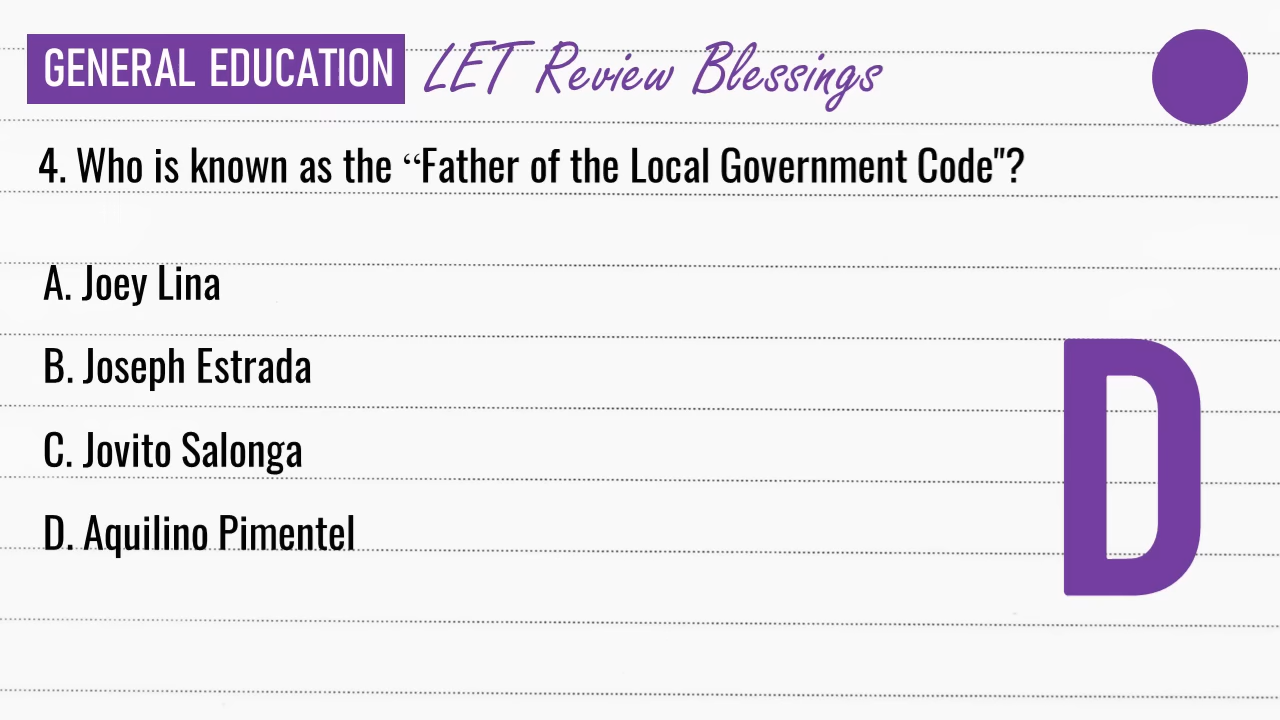 GENERAL EDUCATION LET Review Blessings
4. Who is known as the “Father of the Local Government Code"?
A. Joey Lina
B. Joseph Estrada
C. Jovito Salonga
D. Aquilino Pimentel
D